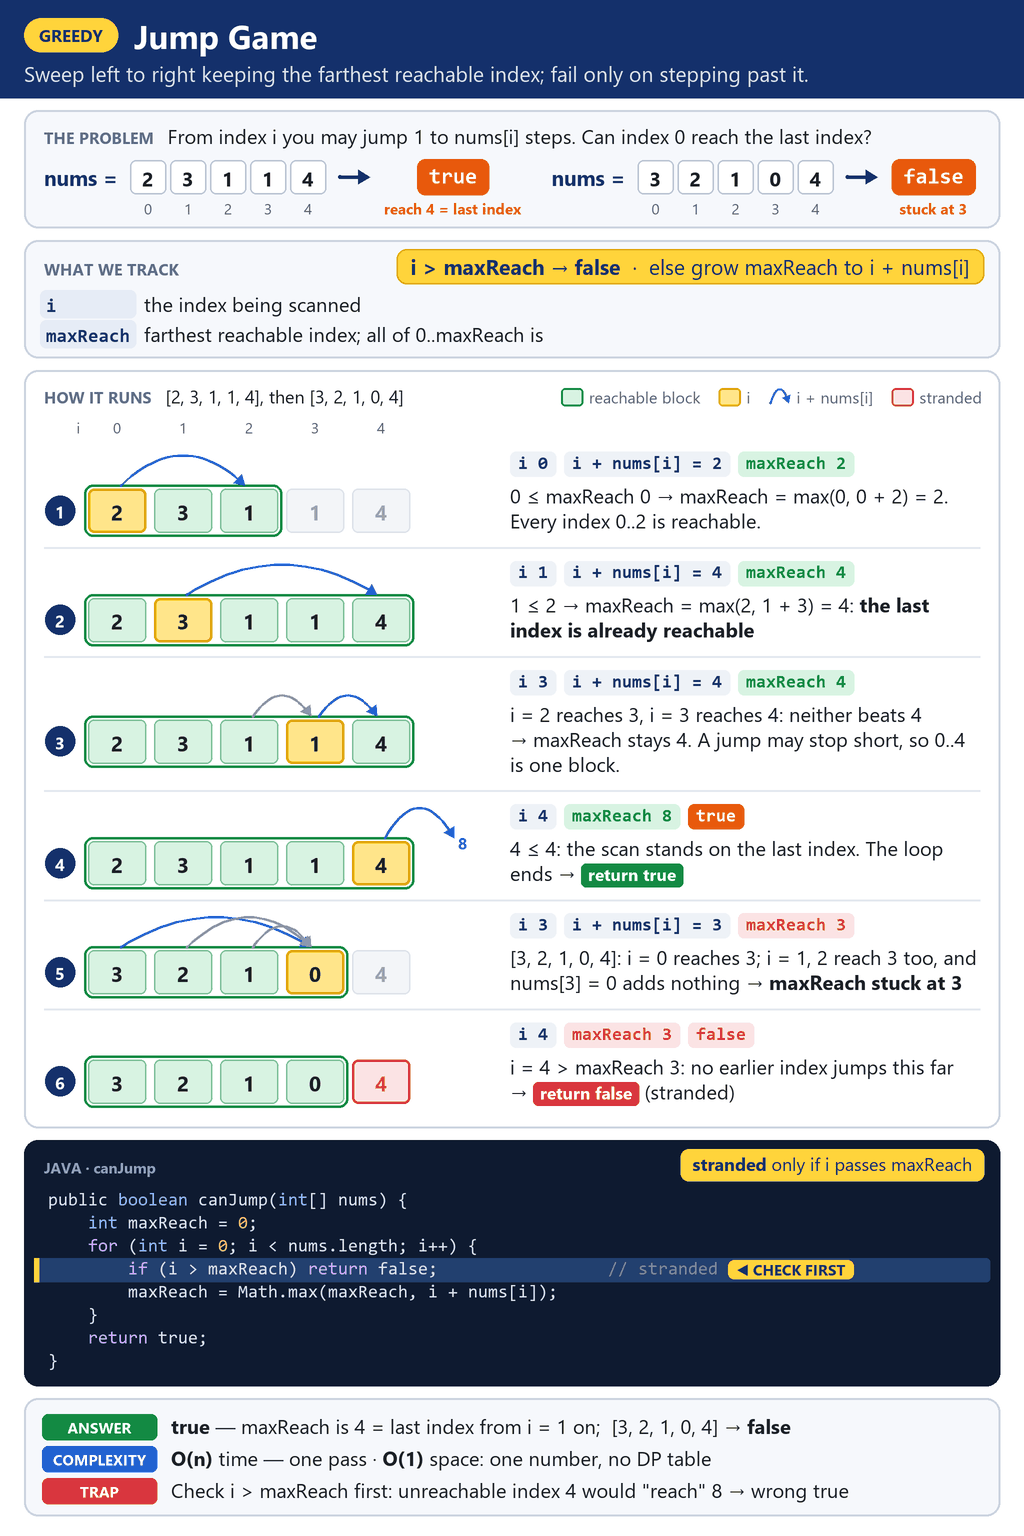 GREEDY Jump Game
Sweep left to right keeping the farthest reachable index; fail only on stepping past it.
THE PROBLEM From index i you may jump 1 to nums[i] steps. Can index 0 reach the last index?
nums = 2 3 1 1 4 → true nums = 3 2 1 0 4 → false
0 1 2 3 4 reach 4 = last index 0 1 2 3 4 stuck at 3
WHAT WE TRACK i > maxReach → false · else grow maxReach to i + nums[i]
i the index being scanned
maxReach farthest reachable index; all of 0..maxReach is
HOW IT RUNS [2, 3, 1, 1, 4], then [3, 2, 1, 0, 4] reachable block i i + nums[i] stranded
i 0 1 2 3 4
i 0 i + nums[i] = 2 maxReach 2
1 2 3 1 1 4
0 ≤ maxReach 0 → maxReach = max(0, 0 + 2) = 2.
Every index 0..2 is reachable.
i 1 i + nums[i] = 4 maxReach 4
2 2 3 1 1 4
1 ≤ 2 → maxReach = max(2, 1 + 3) = 4: the last
index is already reachable
i 3 i + nums[i] = 4 maxReach 4
3 2 3 1 1 4
i = 2 reaches 3, i = 3 reaches 4: neither beats 4
→ maxReach stays 4. A jump may stop short, so 0..4
is one block.
i 4 maxReach 8 true
4 2 3 1 1 4 8
4 ≤ 4: the scan stands on the last index. The loop
ends → return true
i 3 i + nums[i] = 3 maxReach 3
5 3 2 1 0 4
[3, 2, 1, 0, 4]: i = 0 reaches 3; i = 1, 2 reach 3 too, and
nums[3] = 0 adds nothing → maxReach stuck at 3
i 4 maxReach 3 false
6 3 2 1 0 4
i = 4 > maxReach 3: no earlier index jumps this far
→ return false (stranded)
JAVA · canJump stranded only if i passes maxReach
public boolean canJump(int[] nums) {
int maxReach = 0;
for (int i = 0; i < nums.length; i++) {
if (i > maxReach) return false; // stranded ◀ CHECK FIRST
maxReach = Math.max(maxReach, i + nums[i]);
}
return true;
}
ANSWER true — maxReach is 4 = last index from i = 1 on; [3, 2, 1, 0, 4] → false
COMPLEXITY O(n) time — one pass · O(1) space: one number, no DP table
TRAP Check i > maxReach first: unreachable index 4 would "reach" 8 → wrong true